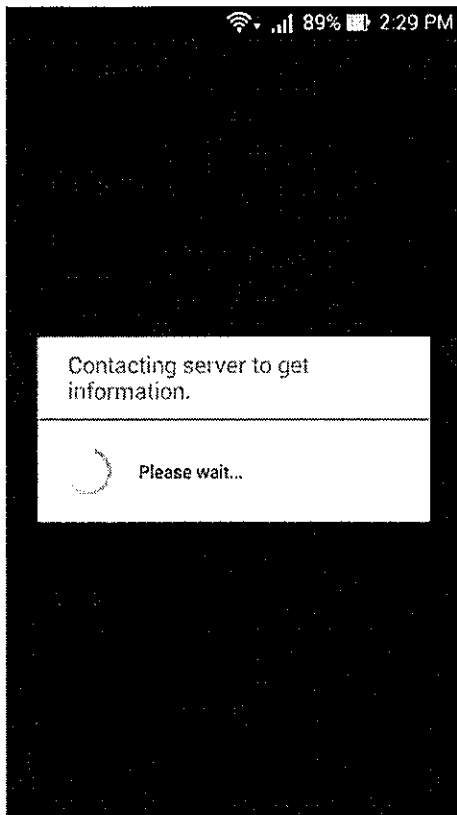 89% 2:29 PM
Contacting server to get
information.
Please wait...